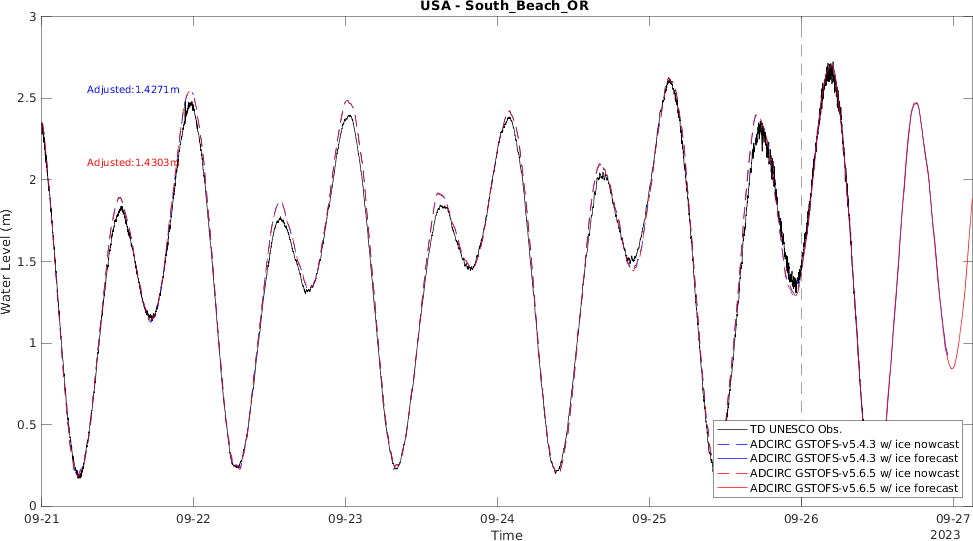 USA - South_Beach_OR
3
2.5
2
1.5
1
0.5
0
Water Level (m)
Adjusted:1.4271m
Adjusted:1.4303m
TD UNESCO Obs.
ADCIRC GSTOFS-v5.4.3 w/ ice nowcast
ADCIRC GSTOFS-v5.4.3 w/ ice forecast
ADCIRC GSTOFS-v5.6.5 w/ ice nowcast
ADCIRC GSTOFS-v5.6.5 w/ ice forecast
09-21 09-22 09-23 09-24 09-25 09-26 09-27
Time
2023